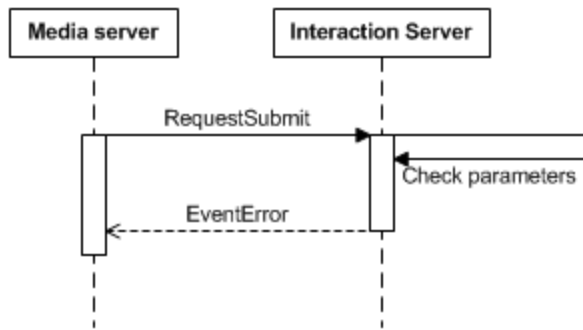 Media server
Interaction Server
RequestSubmit
Check parameters
EventError